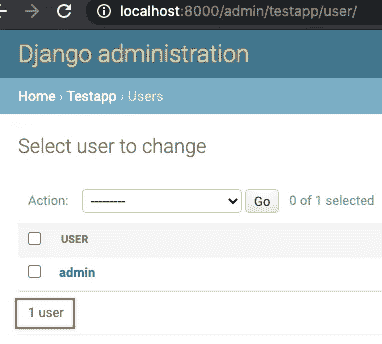 localhost:8000/admin/testapp/user/
Django administration
Home › Testapp › Users
Select user to change
Action: --------- Go 0 of 1 selected
USER
admin
1 user